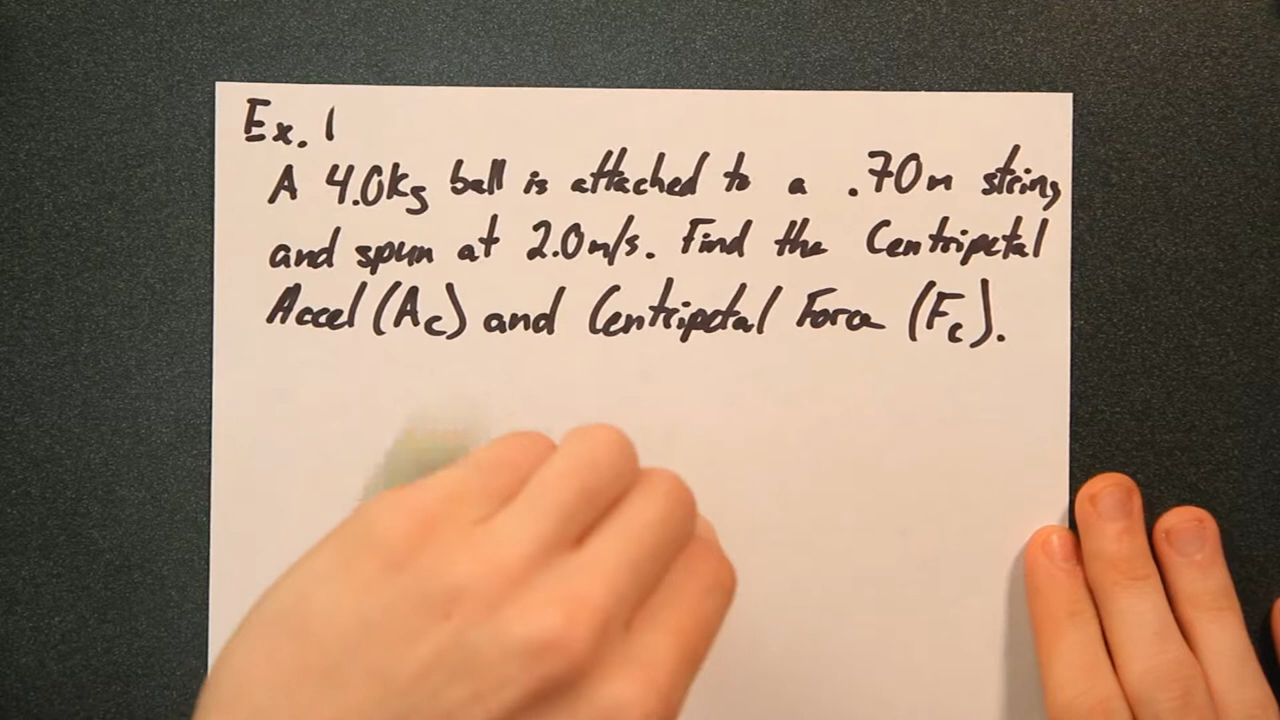 Ex. 1
A 4.0kg ball is attached to a .70m string
and spun at 2.0m/s. Find the Centripetal
Accel (Ac) and Centripetal Force (Fc).